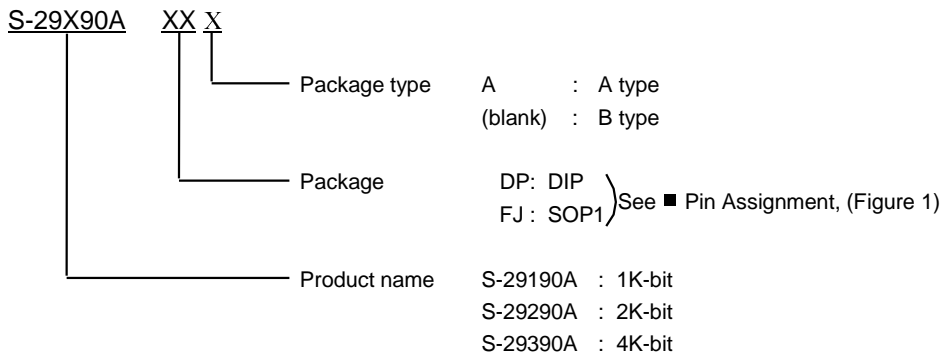 S-29X90A XX X
Package type A : A type
(blank) : B type
Package DP: DIP
FJ : SOP1
See ■ Pin Assignment, (Figure 1)
Product name S-29190A : 1K-bit
S-29290A : 2K-bit
S-29390A : 4K-bit